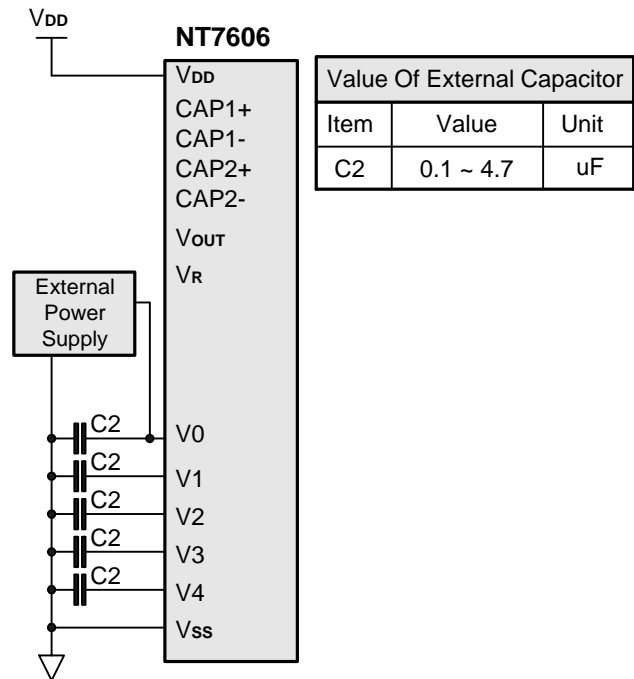 VDD
NT7606
VDD
CAP1+
CAP1-
CAP2+
CAP2-
VOUT
VR
External
Power
Supply
C2
V0
C2
V1
C2
V2
C2
V3
C2
V4
Vss
Value Of External Capacitor
Item Value Unit
C2 0.1 ~ 4.7 uF